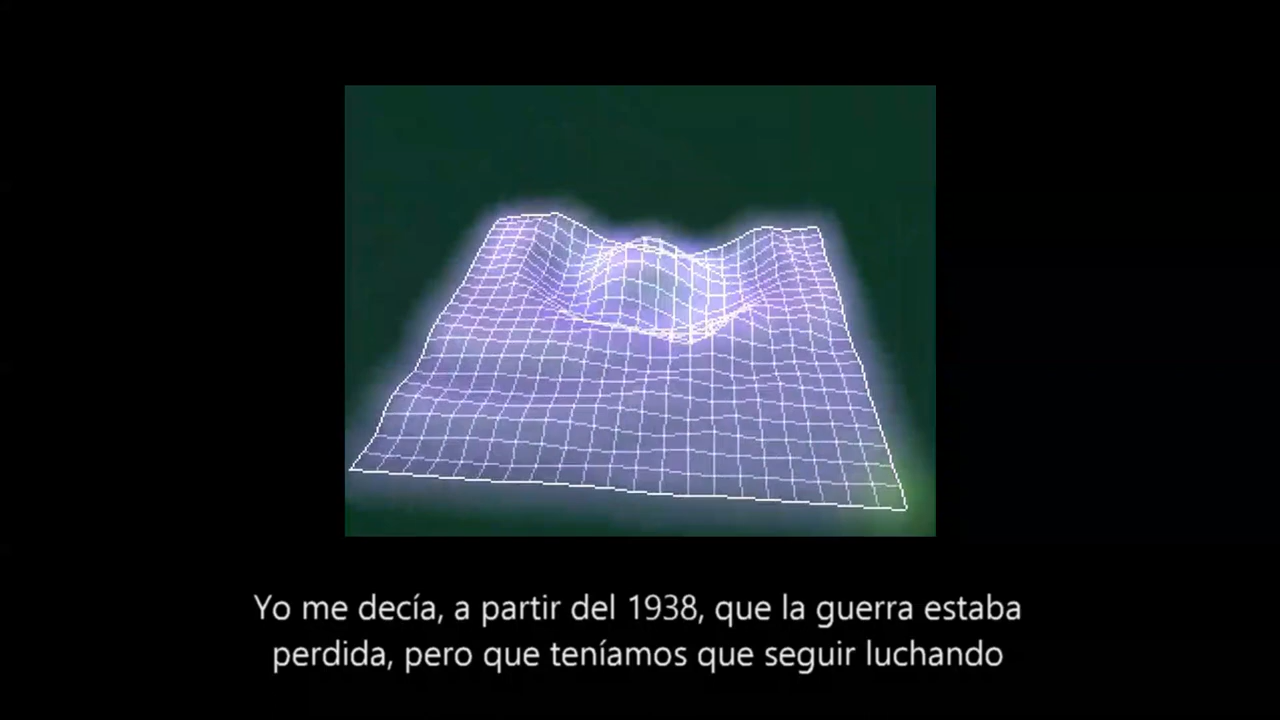 Yo me decía, a partir del 1938, que la guerra estaba
perdida, pero que teníamos que seguir luchando